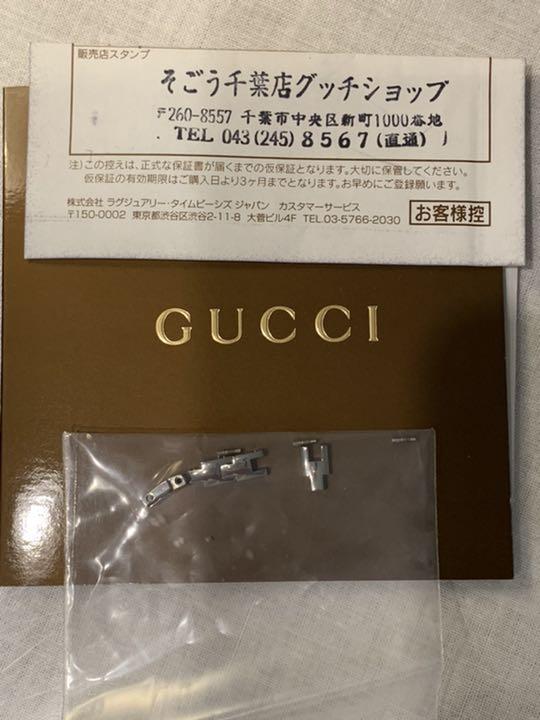 販売店スタンプ
そごう千葉店グッチショップ
〒260-8557 千葉市中央区新町1000番地
TEL 043(245)8567(直通)
注)この控えは、正式な保証書が届くまでの仮保証となります。大切に保管してください。
仮保証の有効期限はご購入日より3ヶ月までとなります。お早めにご登録願います。
株式会社 ラグジュアリー・タイムピーシズ ジャパン カスタマーサービス
〒150-0002 東京都渋谷区渋谷2-11-8 大菅ビル4F TEL.03-5766-2030
お客様控
GUCCI